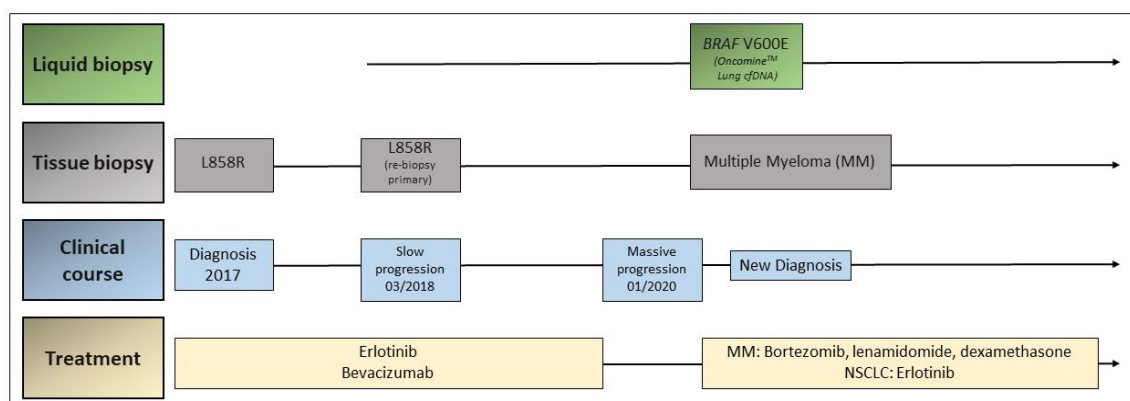 Liquid biopsy
BRAF V600E
(Oncomine™
Lung cfDNA)
Tissue biopsy
L858R
L858R
(re-biopsy
primary)
Multiple Myeloma (MM)
Clinical
course
Diagnosis
2017
Slow
progression
03/2018
Massive
progression
01/2020
New Diagnosis
Treatment
Erlotinib
Bevacizumab
MM: Bortezomib, lenamidomide, dexamethasone
NSCLC: Erlotinib